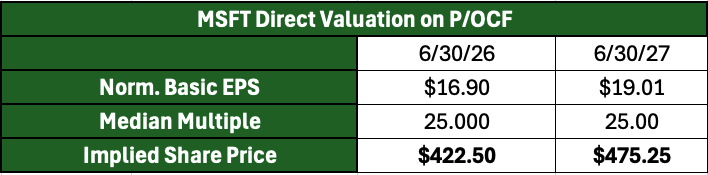 MSFT Direct Valuation on P/OCF
6/30/26 6/30/27
Norm. Basic EPS $16.90 $19.01
Median Multiple 25.000 25.00
Implied Share Price $422.50 $475.25